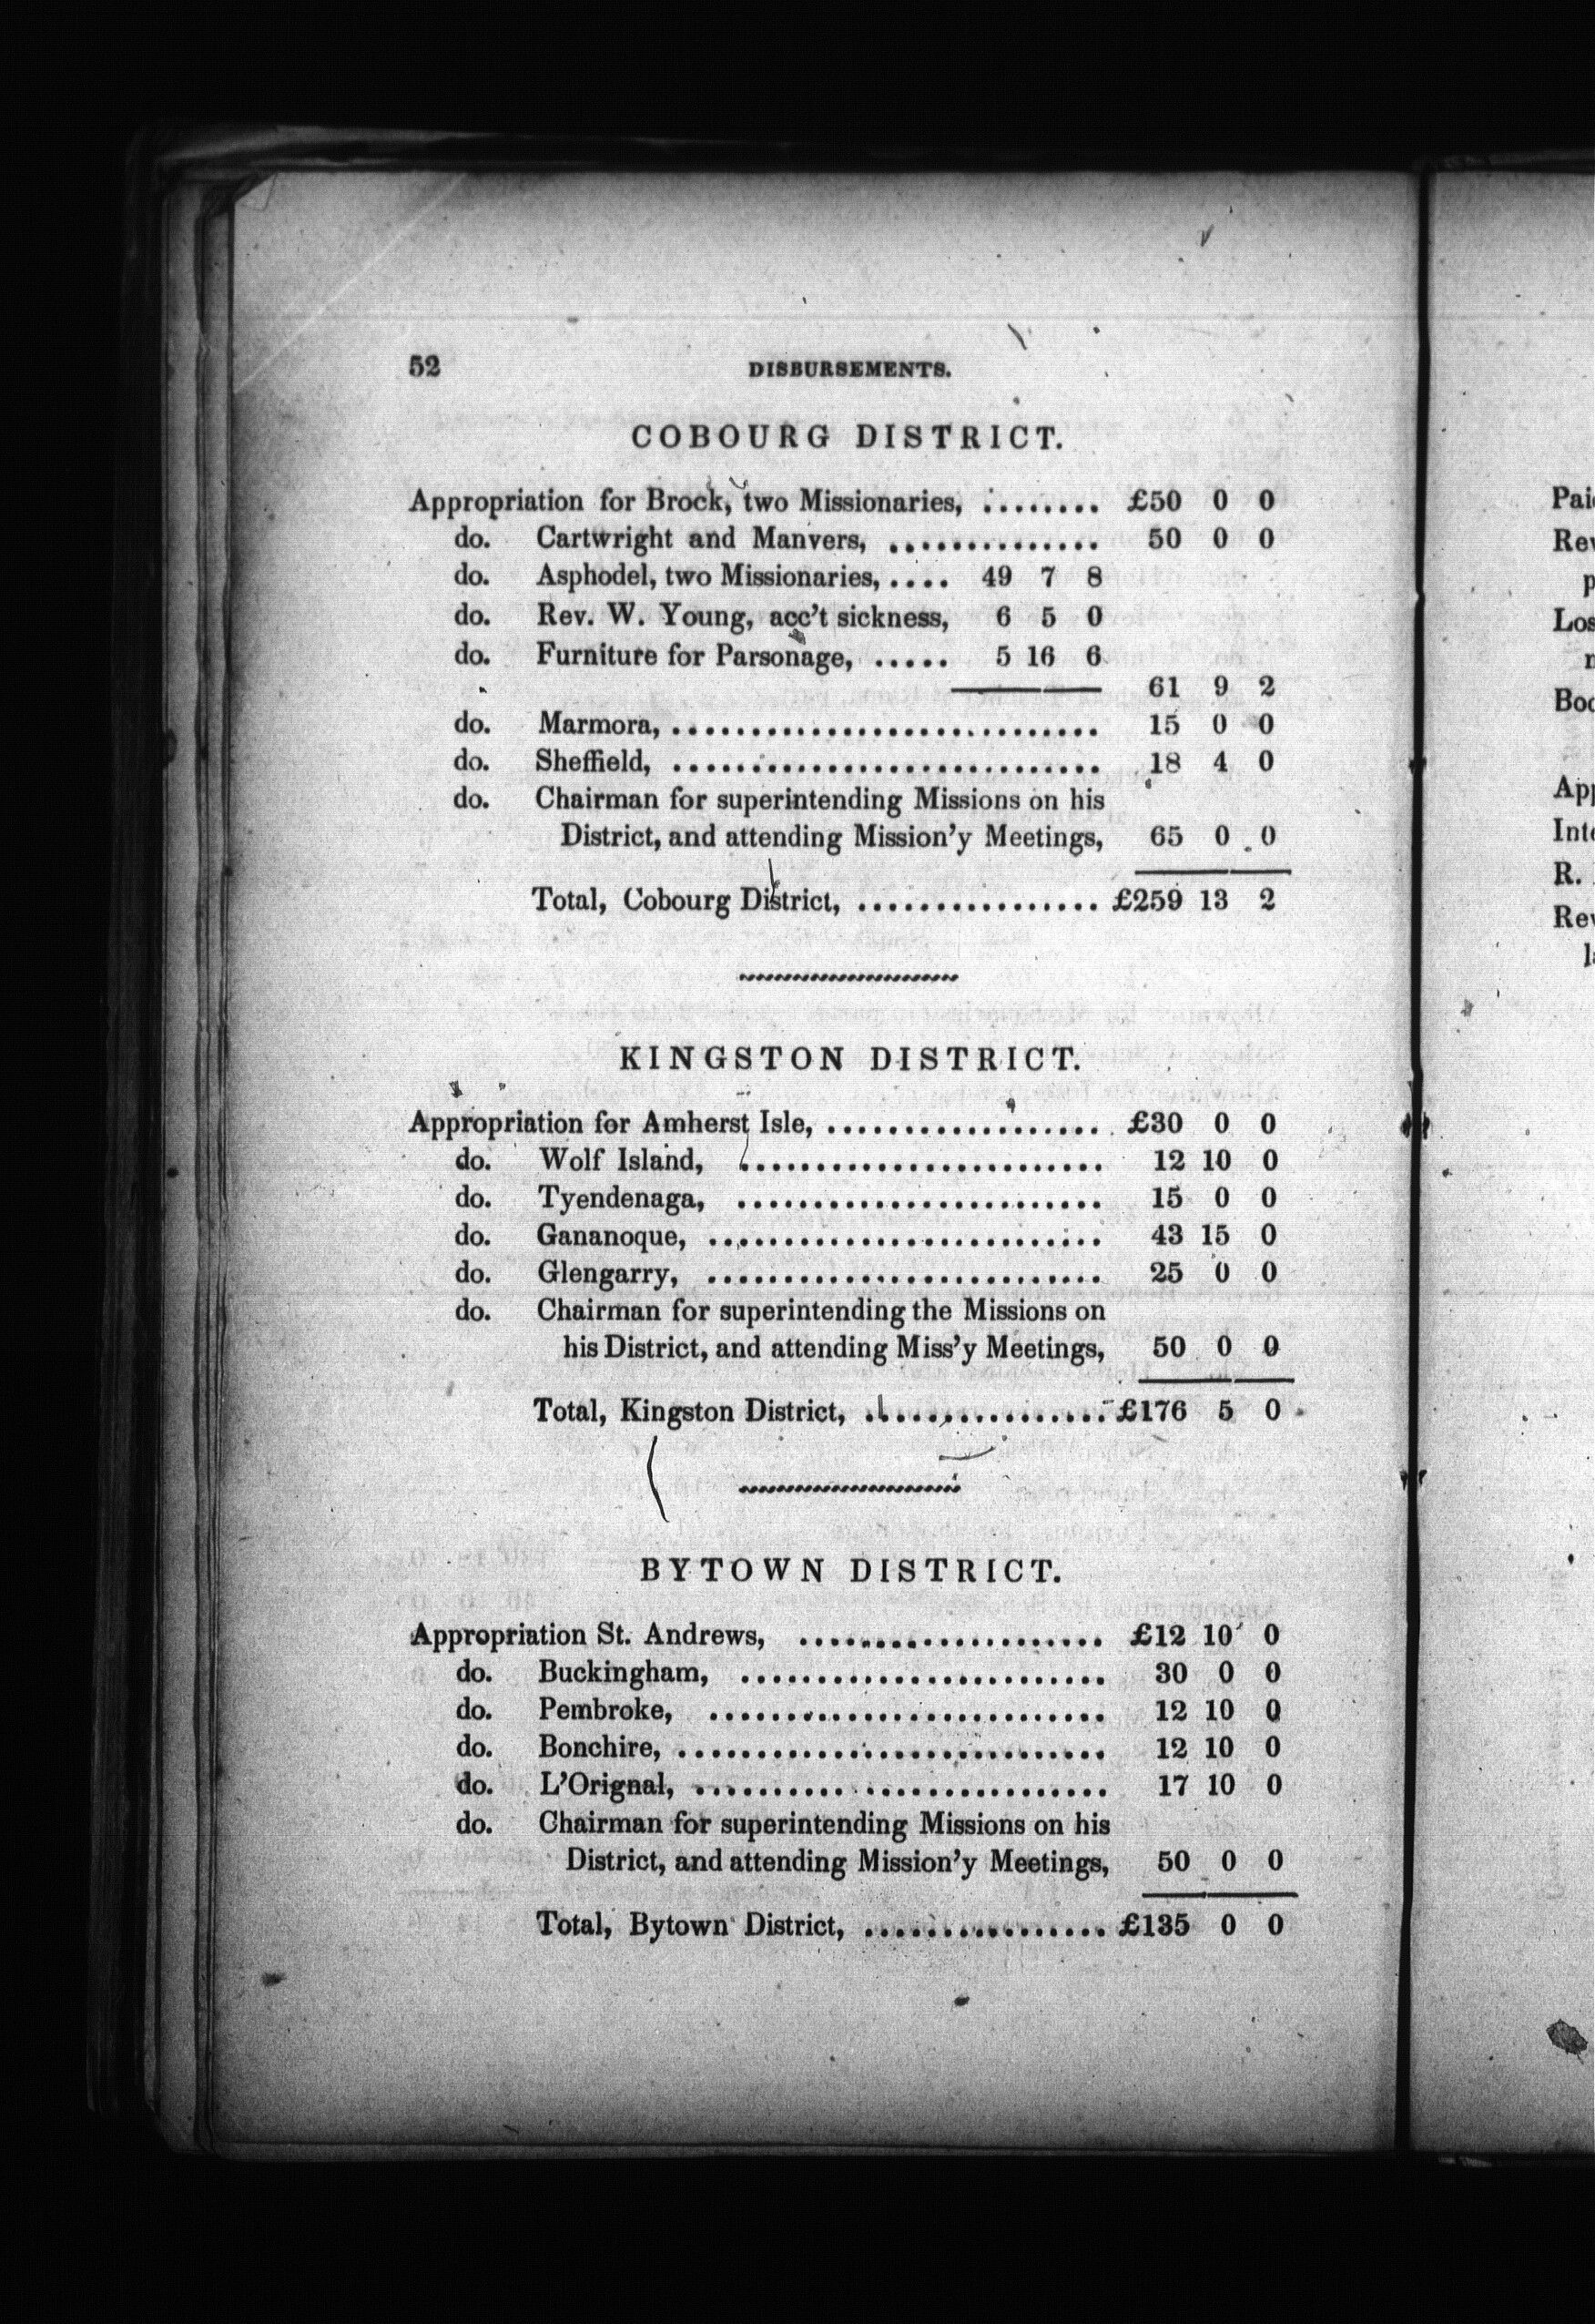 52 DISBURSEMENTS.
COBOURG DISTRICT.
Appropriation for Brock, two Missionaries, ........ £50 0 0
do. Cartwright and Manvers, .............. 50 0 0
do. Asphodel, two Missionaries, .... 49 7 8
do. Rev. W. Young, acc't sickness, 6 5 0
do. Furniture for Parsonage, ..... 5 16 6
61 9 2
do. Marmora, ............................ 15 0 0
do. Sheffield, ............................ 18 4 0
do. Chairman for superintending Missions on his
District, and attending Mission'y Meetings, 65 0 0
Total, Cobourg District, ................ £259 13 2
KINGSTON DISTRICT.
Appropriation for Amherst Isle, .................. £30 0 0
do. Wolf Island, ........................ 12 10 0
do. Tyendenaga, ........................ 15 0 0
do. Gananoque, .......................... 43 15 0
do. Glengarry, .......................... 25 0 0
do. Chairman for superintending the Missions on
his District, and attending Miss'y Meetings, 50 0 0
Total, Kingston District, ................ £176 5 0
BYTOWN DISTRICT.
Appropriation St. Andrews, .................... £12 10 0
do. Buckingham, ........................ 30 0 0
do. Pembroke, .......................... 12 10 0
do. Bonchire, ............................ 12 10 0
do. L'Orignal, ........................... 17 10 0
do. Chairman for superintending Missions on his
District, and attending Mission'y Meetings, 50 0 0
Total, Bytown District, ................ £135 0 0
Los
App
R.